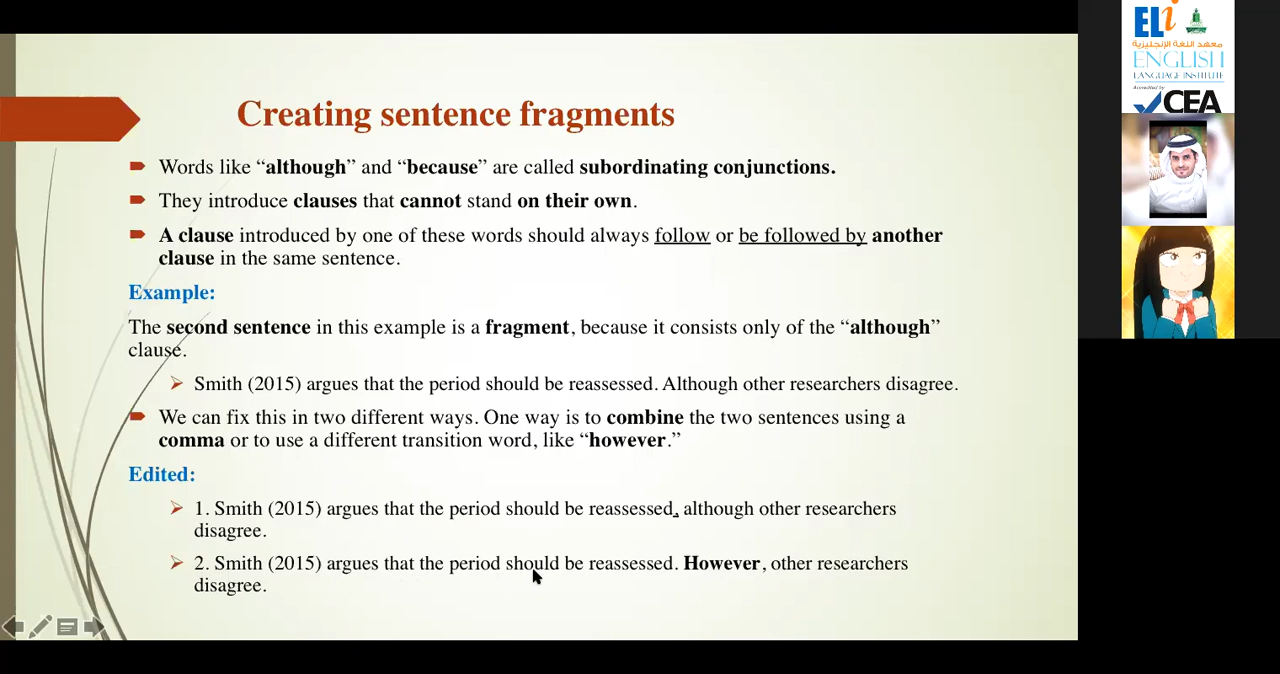 Creating sentence fragments
Words like “although” and “because” are called subordinating conjunctions.
They introduce clauses that cannot stand on their own.
A clause introduced by one of these words should always follow or be followed by another
clause in the same sentence.
Example:
The second sentence in this example is a fragment, because it consists only of the “although”
clause.
Smith (2015) argues that the period should be reassessed. Although other researchers disagree.
We can fix this in two different ways. One way is to combine the two sentences using a
comma or to use a different transition word, like “however.”
Edited:
1. Smith (2015) argues that the period should be reassessed, although other researchers
disagree.
2. Smith (2015) argues that the period should be reassessed. However, other researchers
disagree.
ELi
معهد اللغة الإنجليزية
ENGLISH
LANGUAGE INSTITUTE
Accredited by
CEA